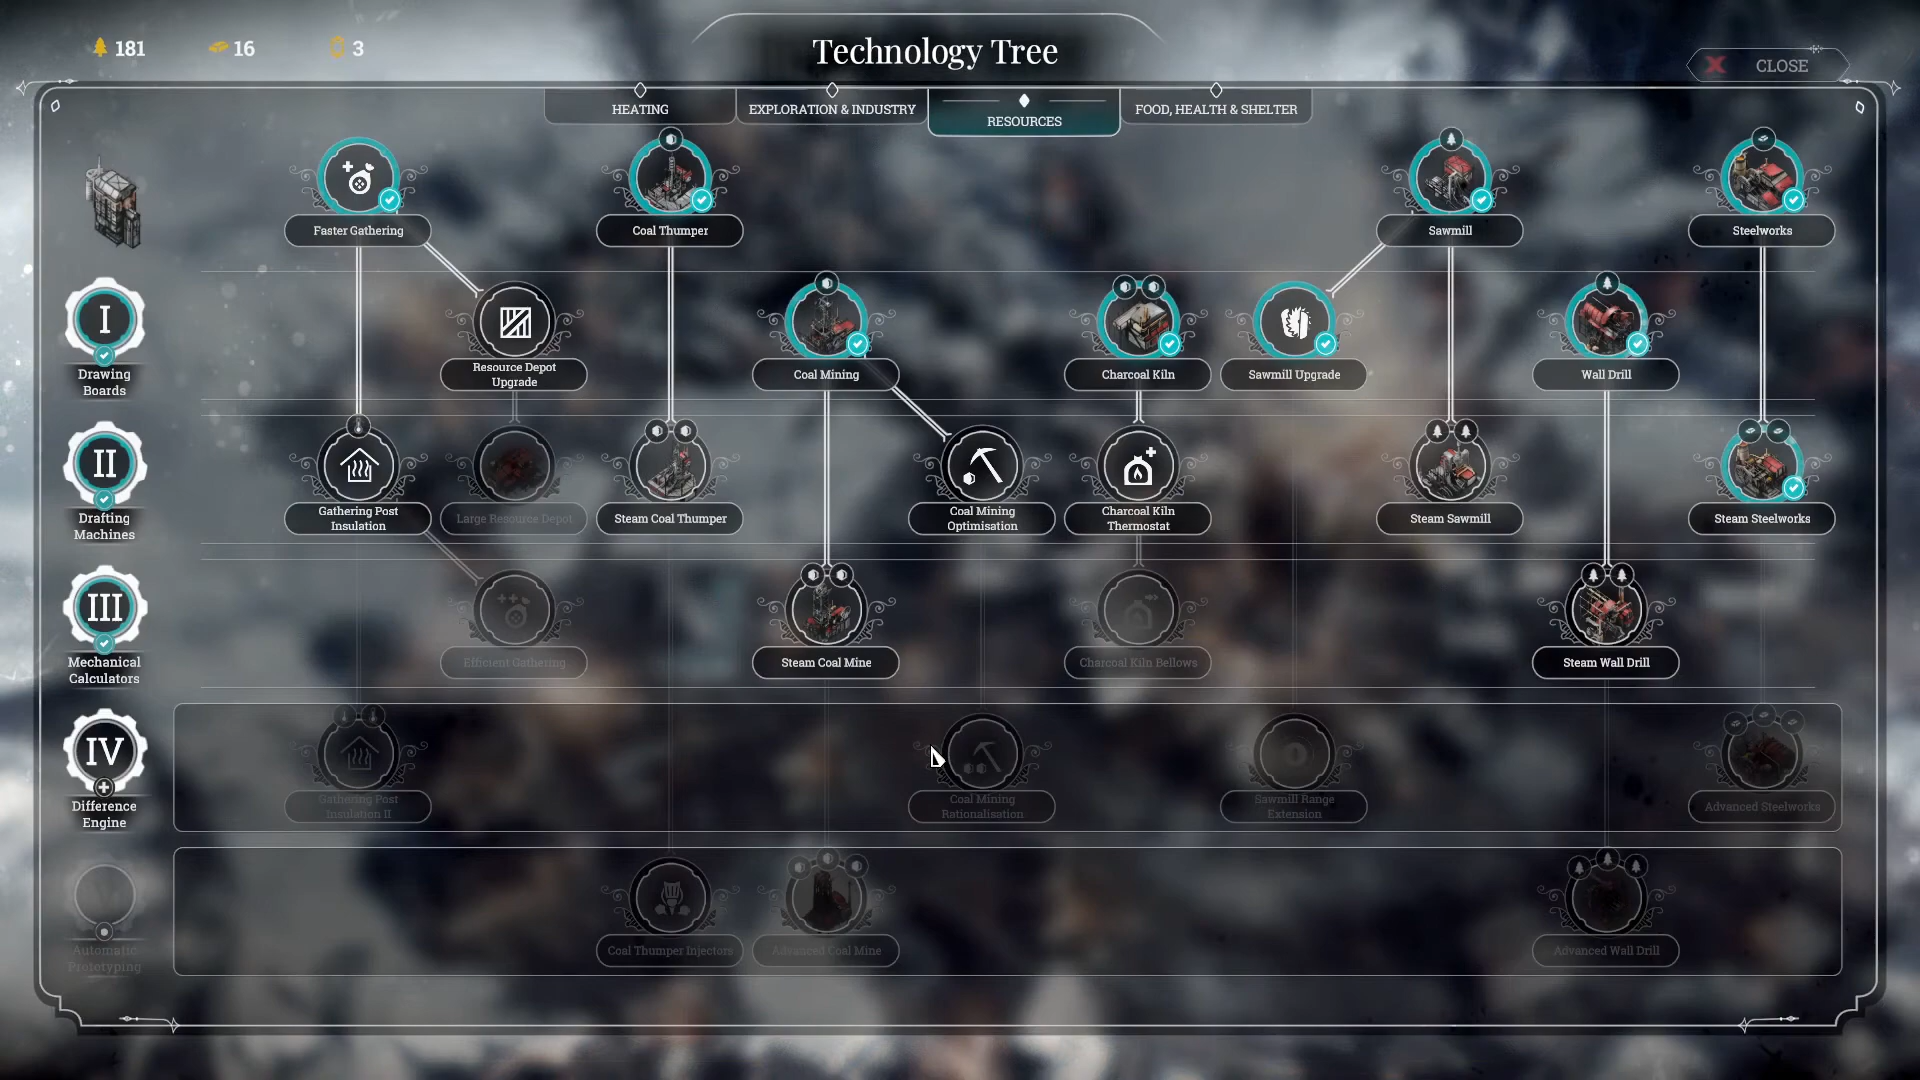 181
16
3
Technology Tree
CLOSE
HEATING
EXPLORATION & INDUSTRY
RESOURCES
FOOD, HEALTH & SHELTER
Faster Gathering
Coal Thumper
Sawmill
Steelworks
I
Drawing
Boards
Resource Depot
Upgrade
Coal Mining
Charcoal Kiln
Sawmill Upgrade
Wall Drill
II
Drafting
Machines
Gathering Post
Insulation
Large Resource Depot
Steam Coal Thumper
Coal Mining
Optimisation
Charcoal Kiln
Thermostat
Steam Sawmill
Steam Steelworks
III
Mechanical
Calculators
Efficient Gathering
Steam Coal Mine
Charcoal Kiln Bellows
Steam Wall Drill
IV
Difference
Engine
Gathering Post
Insulation II
Coal Mining
Rationalisation
Sawmill Range
Extension
Advanced Steelworks
Automatic
Prototyping
Coal Thumper Injectors
Advanced Coal Mine
Advanced Wall Drill